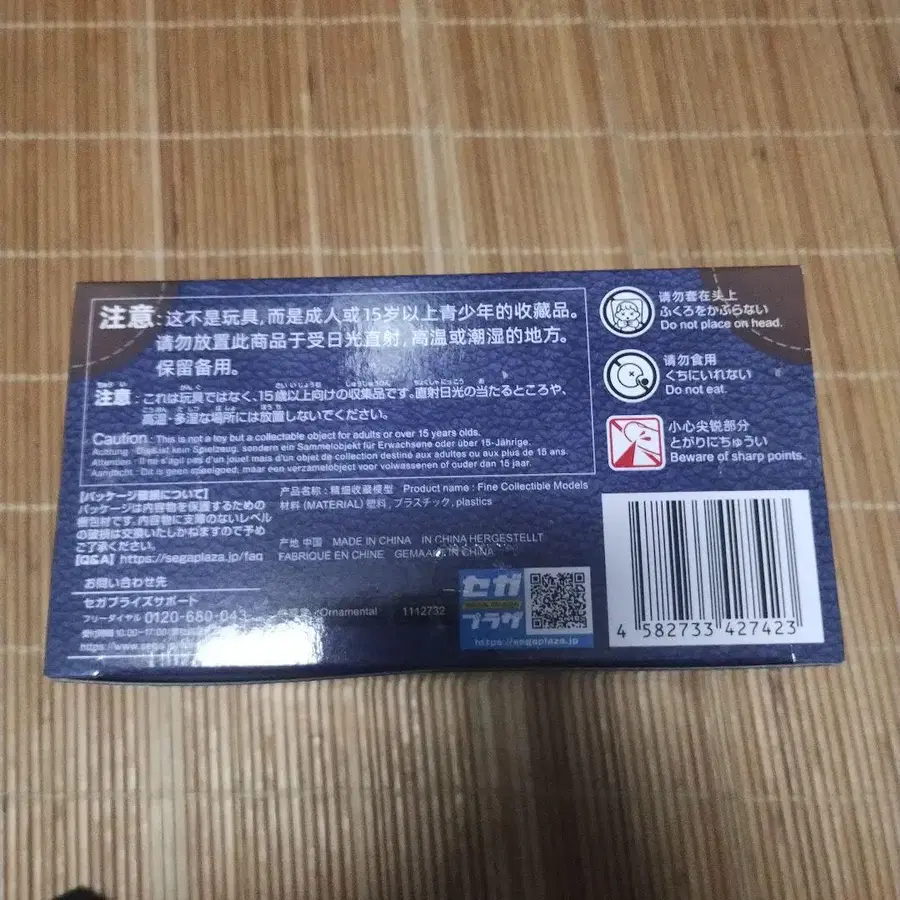 注意:这不是玩具,而是成人或15岁以上青少年的收藏品。
请勿放置此商品于受日光直射,高温或潮湿的地方。
保留备用。
注意:これは玩具ではなく、15歳以上向けの収集品です。直射日光の当たるところや、
高温・多湿な場所には放置しないでください。
Caution : This is not a toy but a collectable object for adults or over 15 years olds.
Achtung : Dies ist kein Spielzeug, sondern ein Sammelobjekt für Erwachsene oder über 15-Jährige.
Attention : Il ne s'agit pas d'un jouet mais d'un objet de collection destiné aux adultes ou aux plus de 15 ans.
Aandacht : Dit is geen speelgoed, maar een verzamelobject voor volwassenen of ouder dan 15 jaar.
请勿套在头上
ふくろをかぶらない
Do not place on head.
请勿食用
くちにいれない
Do not eat.
小心尖锐部分
とがりにちゅうい
Beware of sharp points.
【パッケージ破損について】
パッケージは内容物を保護するための
梱包材です。内容物に支障のないレベル
の破損は交換いたしかねますので予め
ご了承ください。
【Q&A】https://segaplaza.jp/faq
产品名称:精细收藏模型 Product name : Fine Collectible Models
材料 (MATERIAL) 塑料, プラスチック, plastics
产地 中国 MADE IN CHINA IN CHINA HERGESTELLT
FABRIQUE EN CHINE GEMAAKT IN CHINA
お問い合わせ先
セガプライズサポート
フリーダイヤル 0120-680-043
受付時間 10:00~17:00
https://www.sega.jp/
Ornamental 1112732
セガ
プラザ
https://segaplaza.jp
4 582733 427423